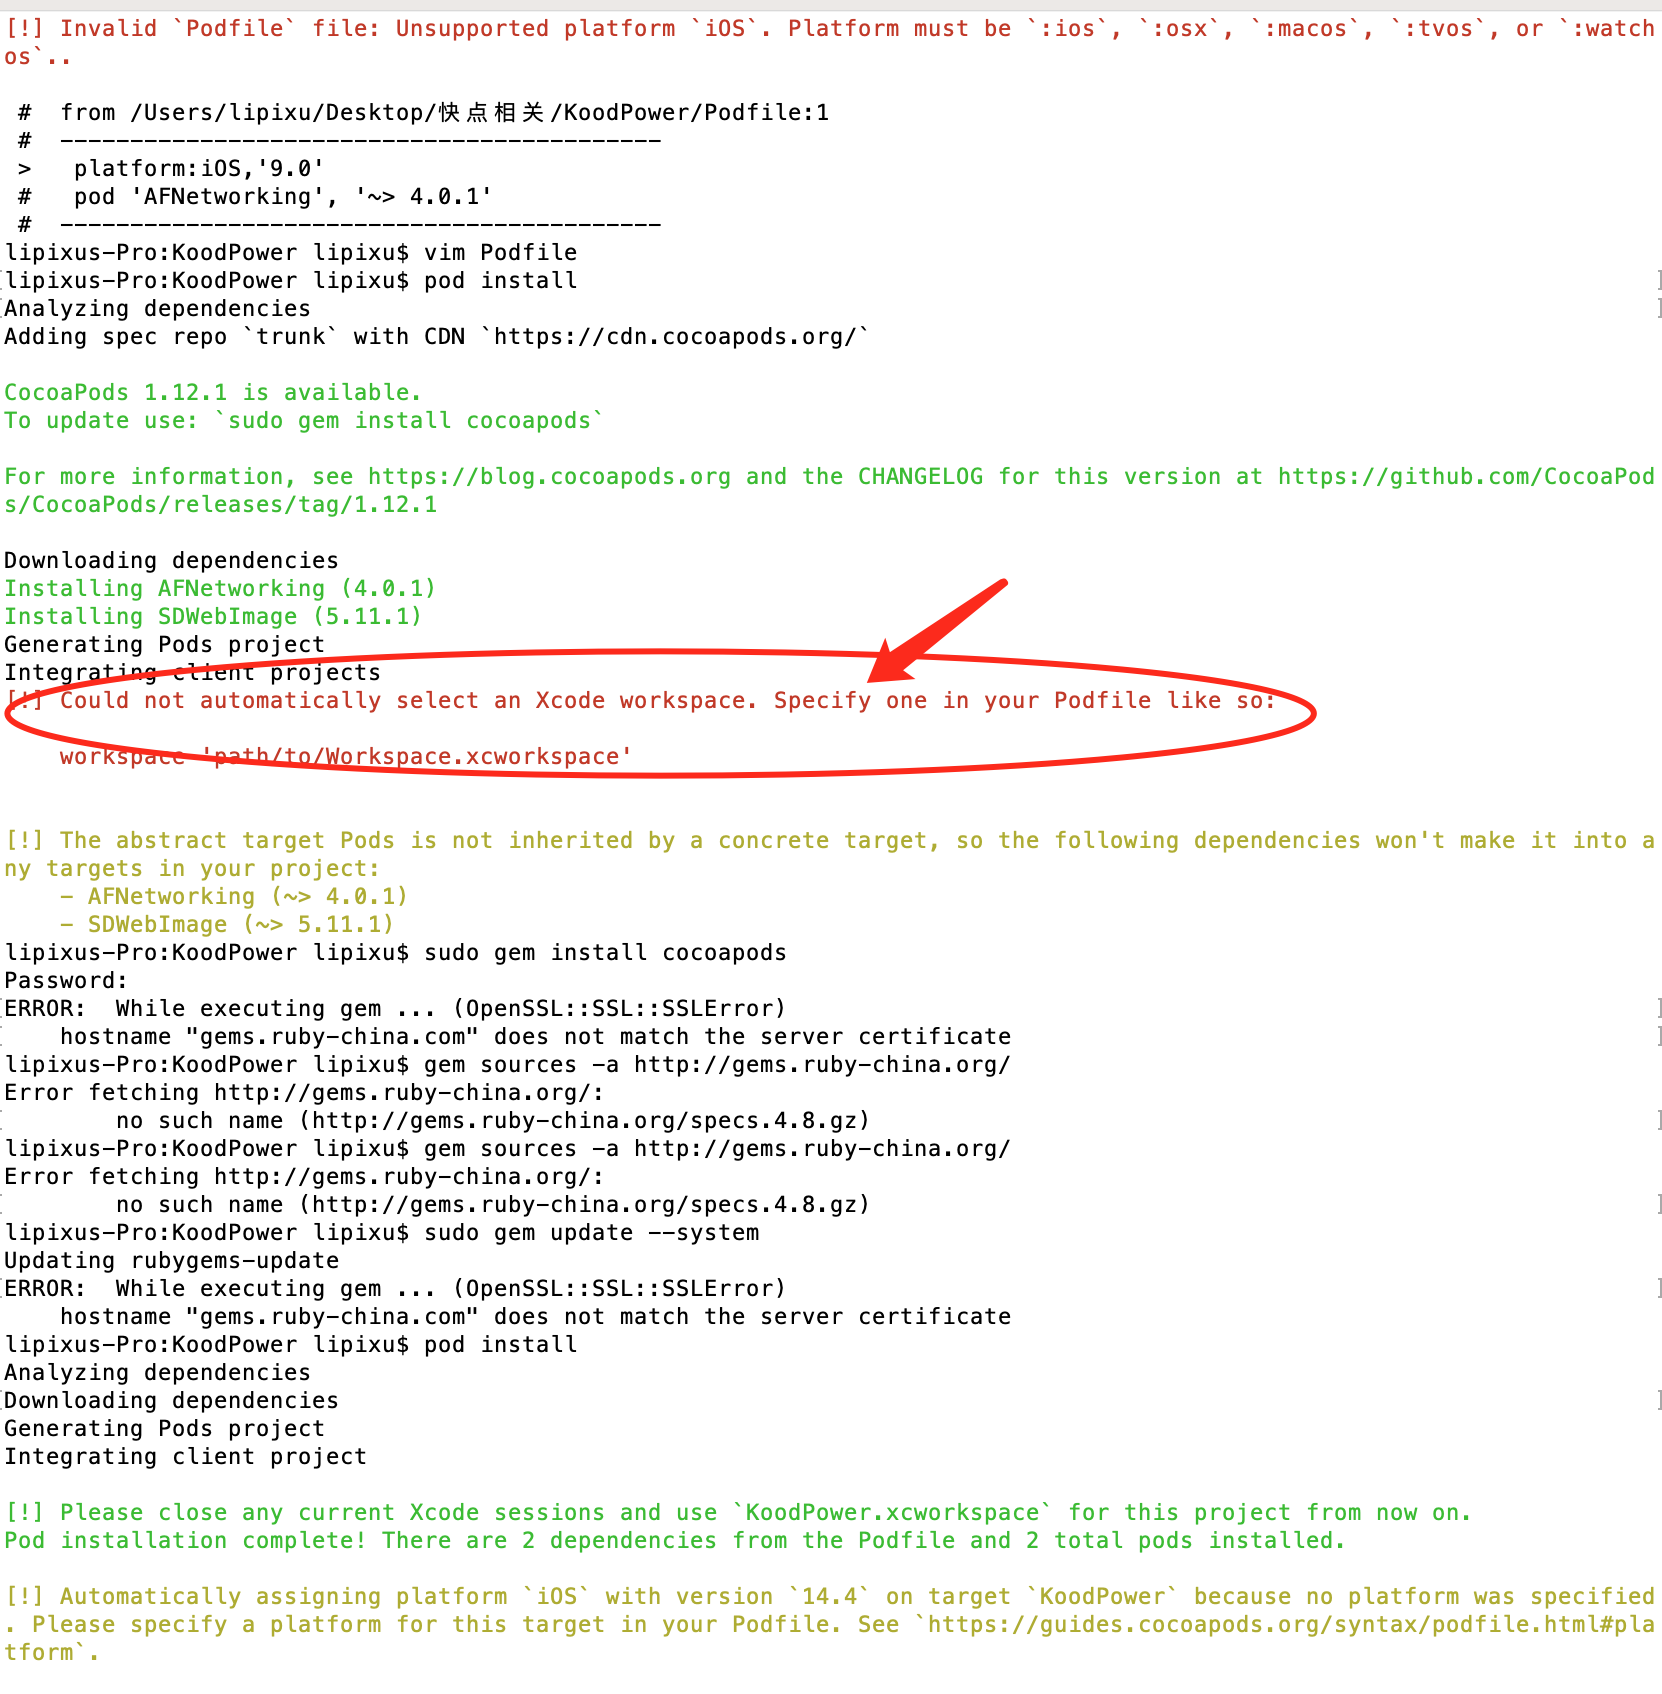 [!] Invalid `Podfile` file: Unsupported platform `iOS`. Platform must be `:ios`, `:osx`, `:macos`, `:tvos`, or `:watch
os`..
#  from /Users/lipixu/Desktop/快点相关/KoodPower/Podfile:1
#  -------------------------------------------
>   platform:iOS,'9.0'
#   pod 'AFNetworking', '~> 4.0.1'
#  -------------------------------------------
lipixus-Pro:KoodPower lipixu$ vim Podfile
[lipixus-Pro:KoodPower lipixu$ pod install ]
[Analyzing dependencies ]
Adding spec repo `trunk` with CDN `https://cdn.cocoapods.org/`
CocoaPods 1.12.1 is available.
To update use: `sudo gem install cocoapods`
For more information, see https://blog.cocoapods.org and the CHANGELOG for this version at https://github.com/CocoaPod
s/CocoaPods/releases/tag/1.12.1
Downloading dependencies
Installing AFNetworking (4.0.1)
Installing SDWebImage (5.11.1)
Generating Pods project
Integrating client projects
[!] Could not automatically select an Xcode workspace. Specify one in your Podfile like so:
workspace 'path/to/Workspace.xcworkspace'
[!] The abstract target Pods is not inherited by a concrete target, so the following dependencies won't make it into a
ny targets in your project:
- AFNetworking (~> 4.0.1)
- SDWebImage (~> 5.11.1)
lipixus-Pro:KoodPower lipixu$ sudo gem install cocoapods
Password:
[ERROR:  While executing gem ... (OpenSSL::SSL::SSLError) ]
[    hostname "gems.ruby-china.com" does not match the server certificate ]
lipixus-Pro:KoodPower lipixu$ gem sources -a http://gems.ruby-china.org/
Error fetching http://gems.ruby-china.org/:
[        no such name (http://gems.ruby-china.org/specs.4.8.gz) ]
lipixus-Pro:KoodPower lipixu$ gem sources -a http://gems.ruby-china.org/
Error fetching http://gems.ruby-china.org/:
[        no such name (http://gems.ruby-china.org/specs.4.8.gz) ]
lipixus-Pro:KoodPower lipixu$ sudo gem update --system
Updating rubygems-update
[ERROR:  While executing gem ... (OpenSSL::SSL::SSLError) ]
hostname "gems.ruby-china.com" does not match the server certificate
lipixus-Pro:KoodPower lipixu$ pod install
Analyzing dependencies
[Downloading dependencies ]
Generating Pods project
Integrating client project
[!] Please close any current Xcode sessions and use `KoodPower.xcworkspace` for this project from now on.
Pod installation complete! There are 2 dependencies from the Podfile and 2 total pods installed.
[!] Automatically assigning platform `iOS` with version `14.4` on target `KoodPower` because no platform was specified
. Please specify a platform for this target in your Podfile. See `https://guides.cocoapods.org/syntax/podfile.html#pla
tform`.